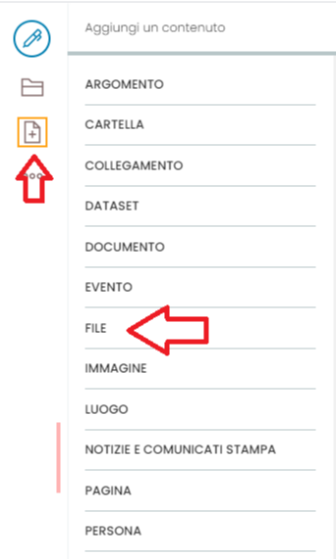 Aggiungi un contenuto
ARGOMENTO
CARTELLA
COLLEGAMENTO
DATASET
DOCUMENTO
EVENTO
FILE
IMMAGINE
LUOGO
NOTIZIE E COMUNICATI STAMPA
PAGINA
PERSONA